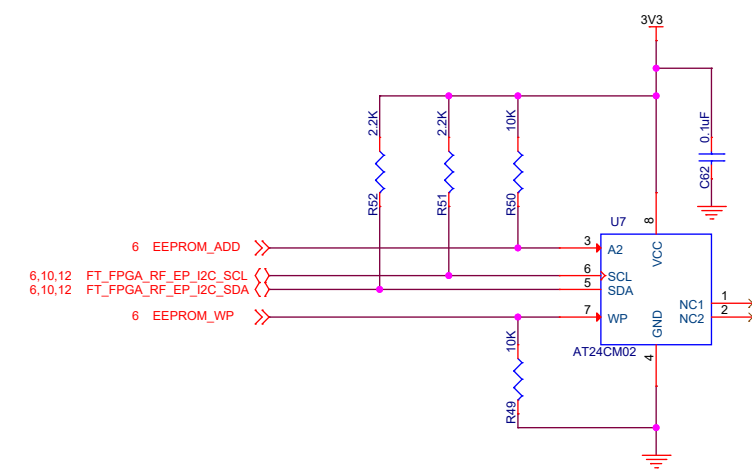 3V3
2.2K
2.2K
10K
0.1uF
R52
R51
R50
C62
U7
8
VCC
6 EEPROM_ADD
3
A2
6,10,12 FT_FPGA_RF_EP_I2C_SCL
6
SCL
6,10,12 FT_FPGA_RF_EP_I2C_SDA
5
SDA
NC1
1
NC2
2
6 EEPROM_WP
7
WP
GND
10K
AT24CM02
4
R49